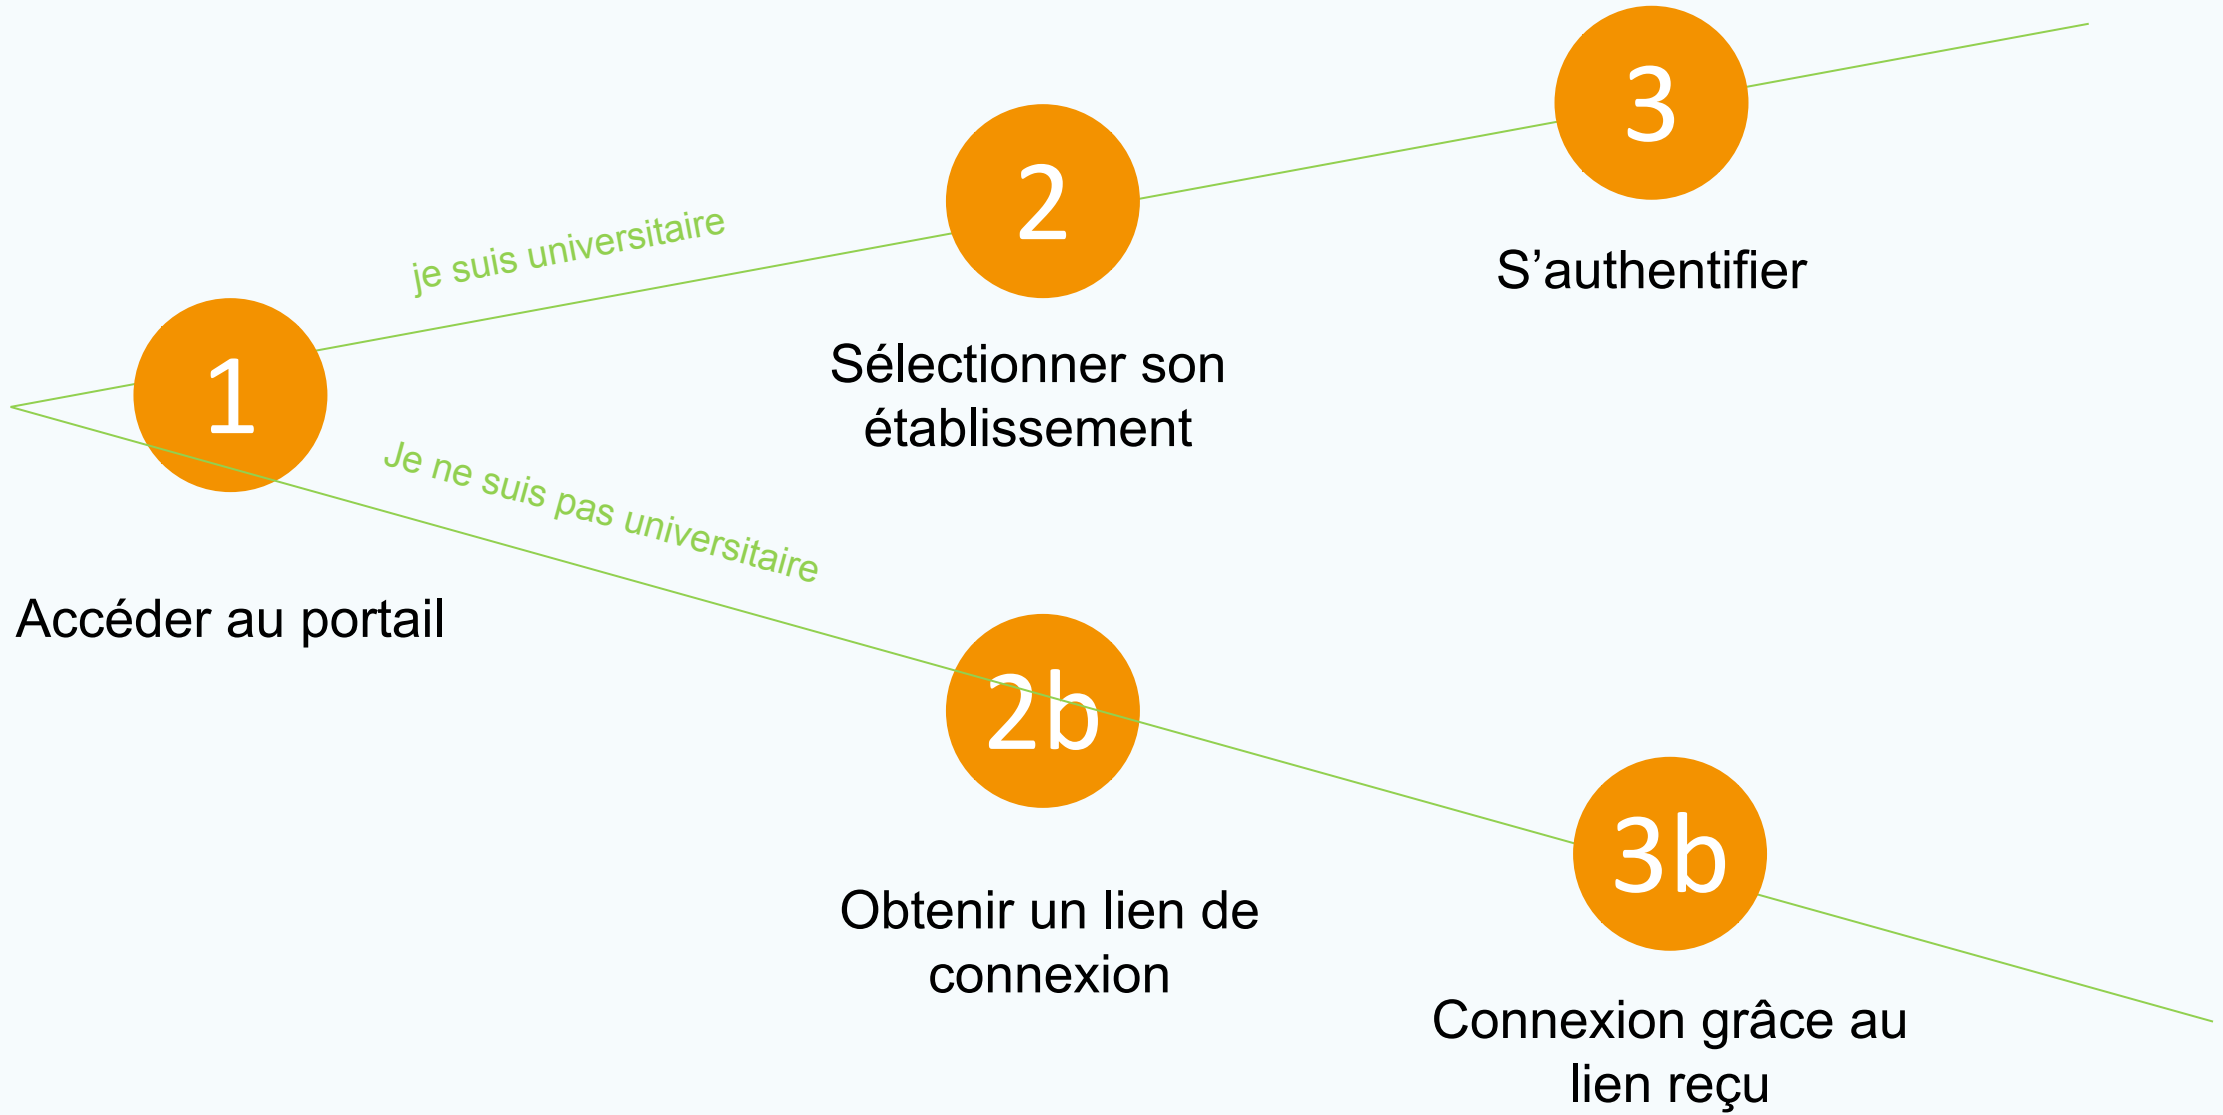 1
Accéder au portail
je suis universitaire
2
Sélectionner son
établissement
3
S’authentifier
Je ne suis pas universitaire
2b
Obtenir un lien de
connexion
3b
Connexion grâce au
lien reçu